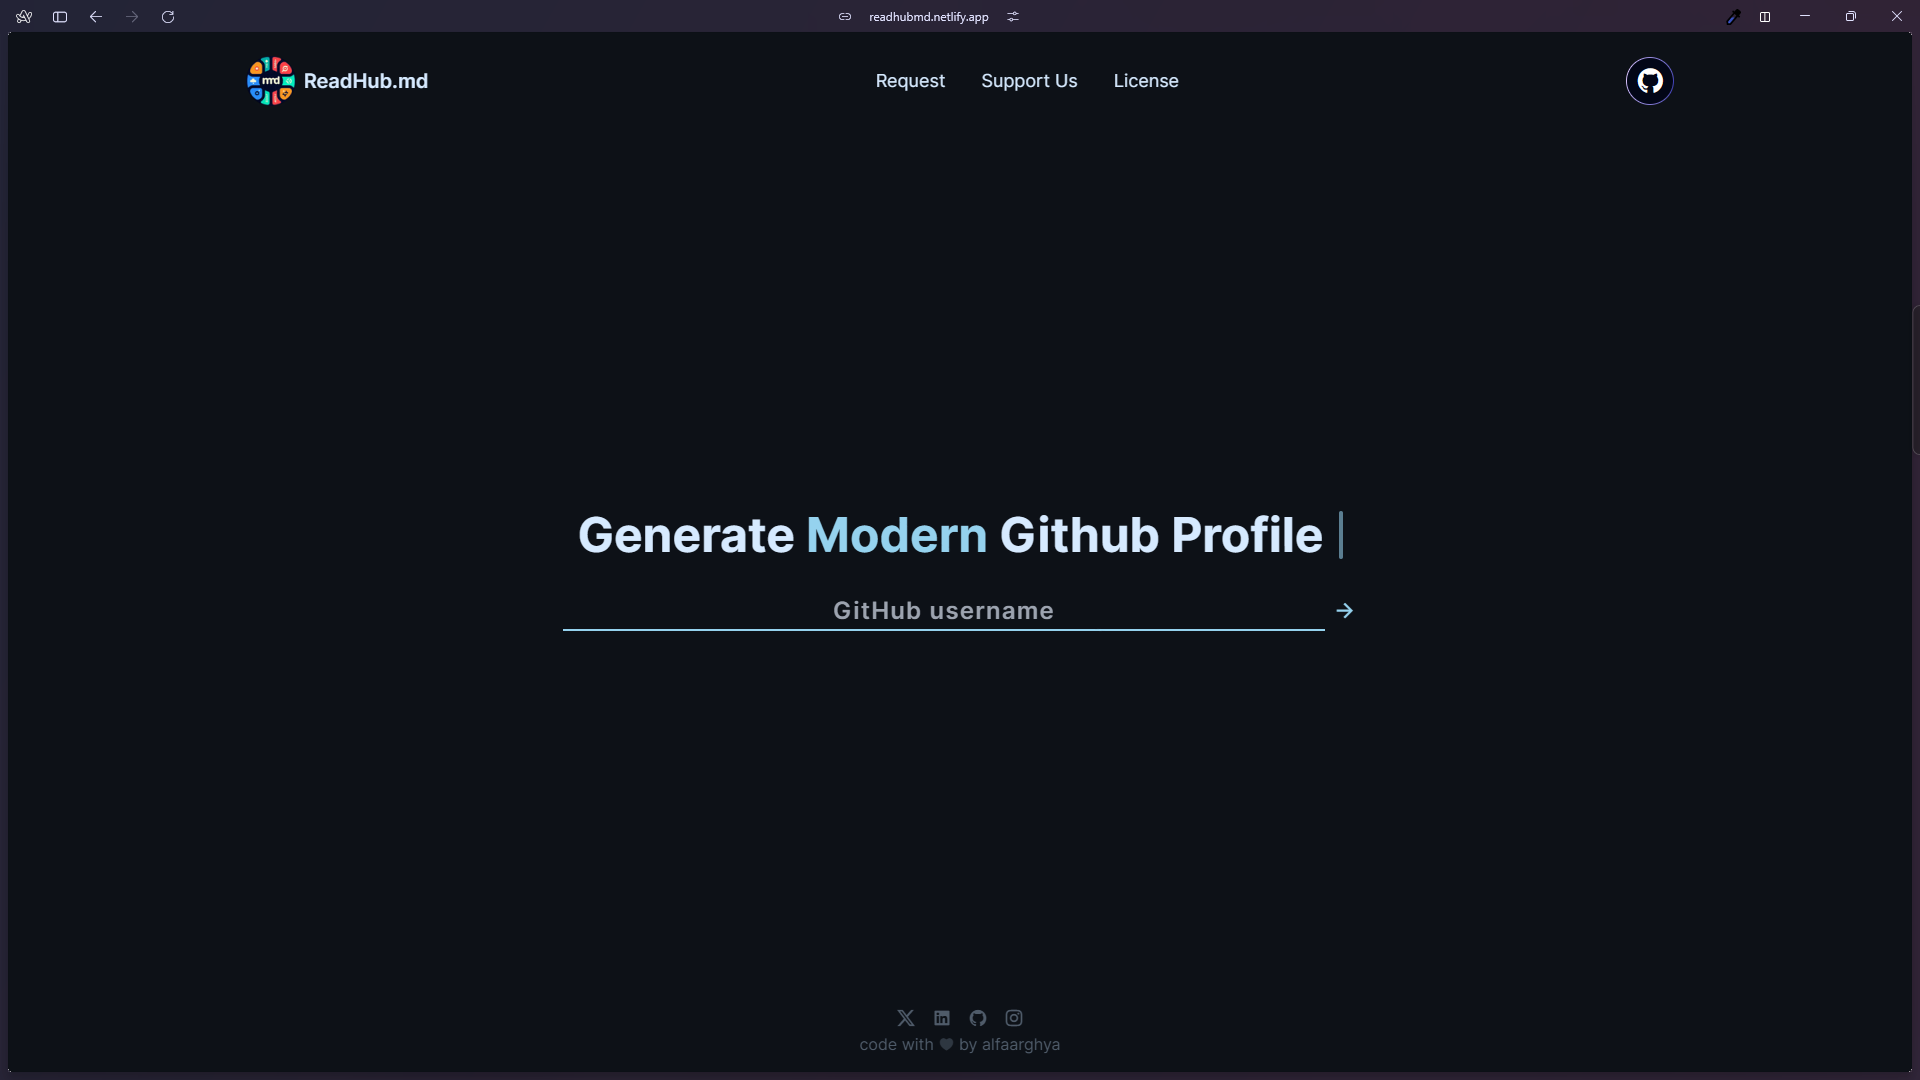 readhubmd.netlify.app
md
ReadHub.md
Request
Support Us
License
Generate Modern Github Profile
GitHub username
code with by alfaarghya